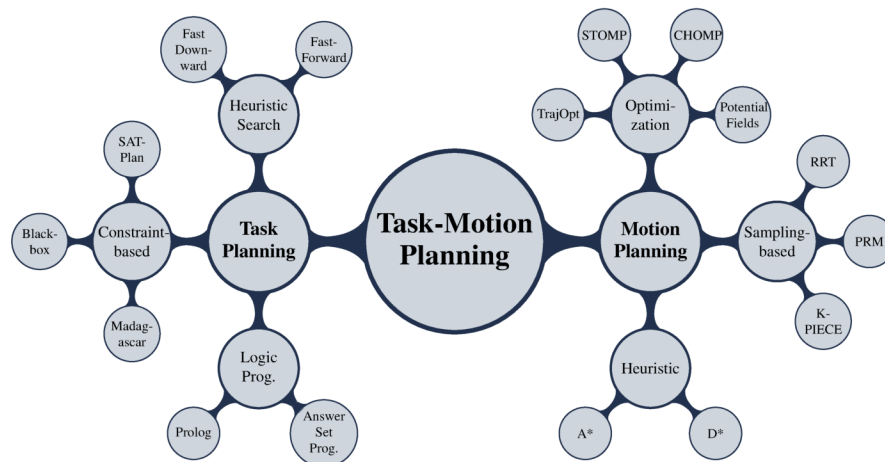 Fast
Down-
ward
Fast-
Forward
Heuristic
Search
SAT-
Plan
Black-
box
Constraint-
based
Madag-
ascar
Task
Planning
Logic
Prog.
Prolog
Answer
Set
Prog.
Task-Motion
Planning
STOMP
CHOMP
TrajOpt
Optimi-
zation
Potential
Fields
Motion
Planning
Sampling-
based
RRT
PRM
K-
PIECE
Heuristic
A*
D*